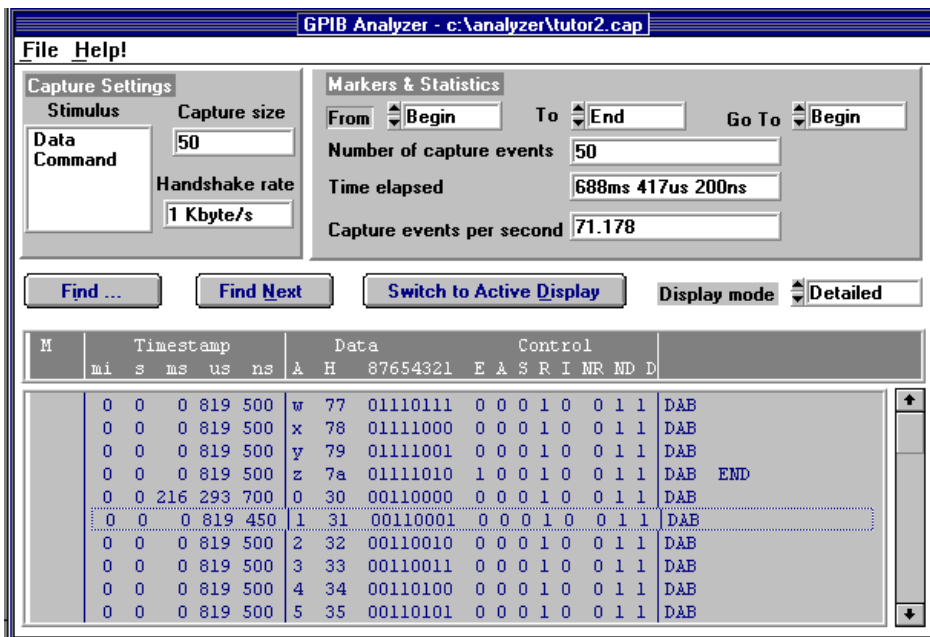 GPIB Analyzer - c:\analyzer\tutor2.cap
File Help!
Capture Settings
Stimulus Capture size
Data
Command
50
Handshake rate
1 Kbyte/s
Markers & Statistics
From Begin To End Go To Begin
Number of capture events 50
Time elapsed 688ms 417us 200ns
Capture events per second 71.178
Find ... Find Next Switch to Active Display Display mode Detailed
M Timestamp Data Control
mi s ms us ns A H 87654321 E A S R I NR ND D
0 0 0 819 500 w 77 01110111 0 0 0 1 0 0 1 1 DAB
0 0 0 819 500 x 78 01111000 0 0 0 1 0 0 1 1 DAB
0 0 0 819 500 y 79 01111001 0 0 0 1 0 0 1 1 DAB
0 0 0 819 500 z 7a 01111010 1 0 0 1 0 0 1 1 DAB END
0 0 216 293 700 0 30 00110000 0 0 0 1 0 0 1 1 DAB
0 0 0 819 450 1 31 00110001 0 0 0 1 0 0 1 1 DAB
0 0 0 819 500 2 32 00110010 0 0 0 1 0 0 1 1 DAB
0 0 0 819 500 3 33 00110011 0 0 0 1 0 0 1 1 DAB
0 0 0 819 500 4 34 00110100 0 0 0 1 0 0 1 1 DAB
0 0 0 819 500 5 35 00110101 0 0 0 1 0 0 1 1 DAB